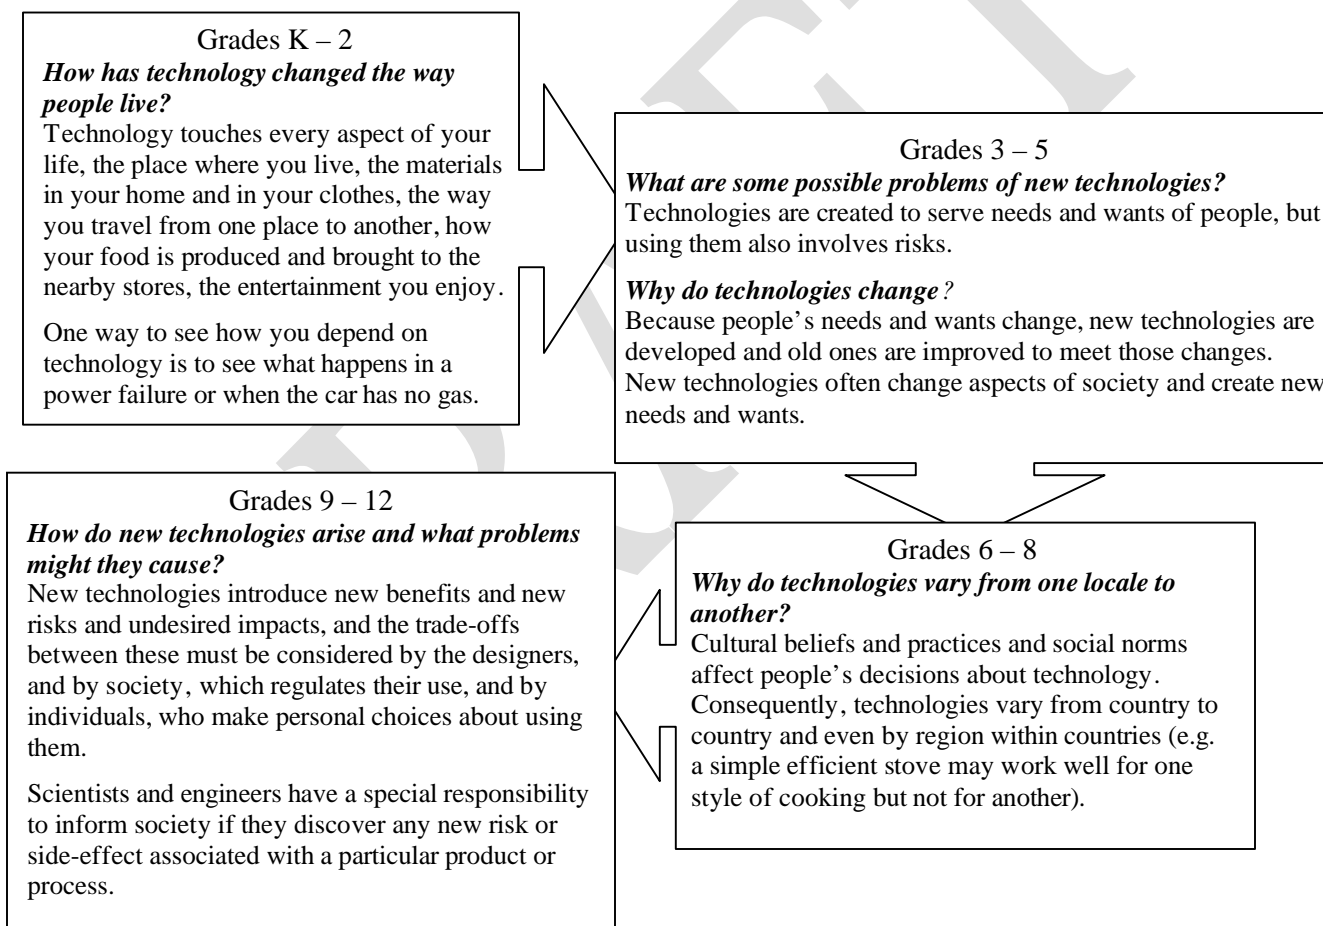 Grades K – 2
How has technology changed the way
people live?
Technology touches every aspect of your
life, the place where you live, the materials
in your home and in your clothes, the way
you travel from one place to another, how
your food is produced and brought to the
nearby stores, the entertainment you enjoy.
One way to see how you depend on
technology is to see what happens in a
power failure or when the car has no gas.
Grades 3 – 5
What are some possible problems of new technologies?
Technologies are created to serve needs and wants of people, but
using them also involves risks.
Why do technologies change?
Because people’s needs and wants change, new technologies are
developed and old ones are improved to meet those changes.
New technologies often change aspects of society and create new
needs and wants.
Grades 6 – 8
Why do technologies vary from one locale to
another?
Cultural beliefs and practices and social norms
affect people’s decisions about technology.
Consequently, technologies vary from country to
country and even by region within countries (e.g.
a simple efficient stove may work well for one
style of cooking but not for another).
Grades 9 – 12
How do new technologies arise and what problems
might they cause?
New technologies introduce new benefits and new
risks and undesired impacts, and the trade-offs
between these must be considered by the designers,
and by society, which regulates their use, and by
individuals, who make personal choices about using
them.
Scientists and engineers have a special responsibility
to inform society if they discover any new risk or
side-effect associated with a particular product or
process.